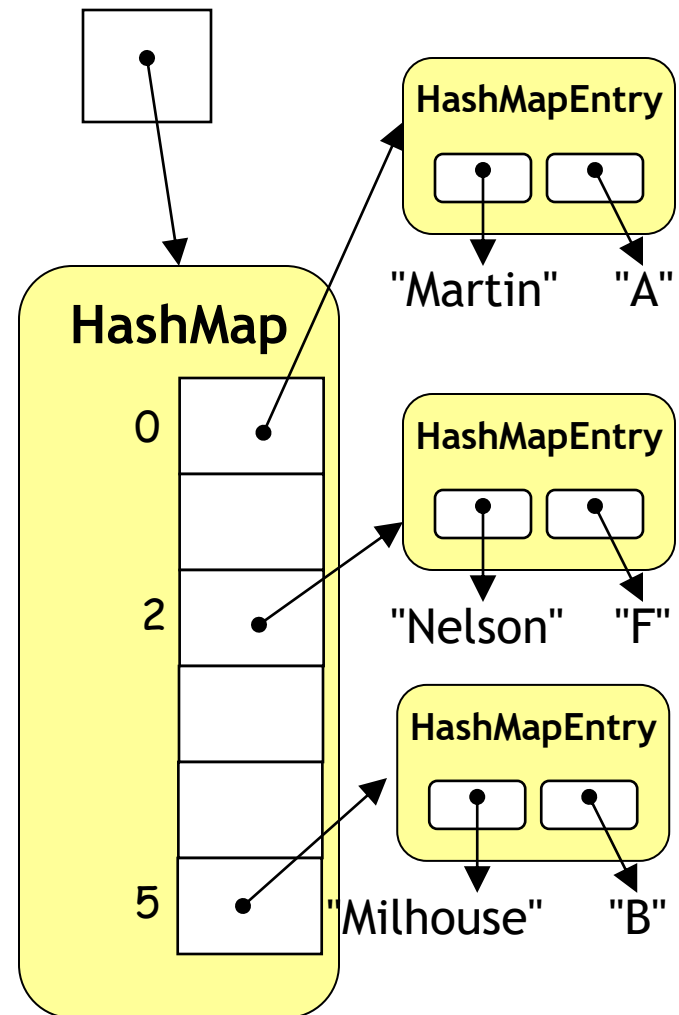 HashMapEntry
"Martin" "A"
HashMap
0
HashMapEntry
2
"Nelson" "F"
HashMapEntry
5
"Milhouse" "B"